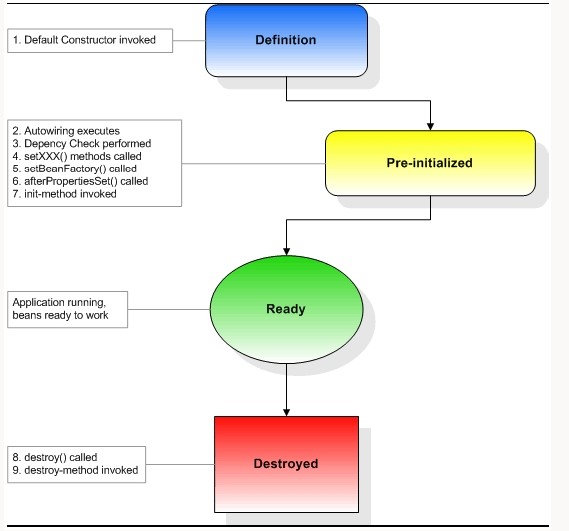 1. Default Constructor invoked
Definition
2. Autowiring executes
3. Depency Check performed
4. setXXX() methods called
5. setBeanFactory() called
6. afterPropertiesSet() called
7. init-method invoked
Pre-initialized
Application running,
beans ready to work
Ready
8. destroy() called
9. destroy-method invoked
Destroyed